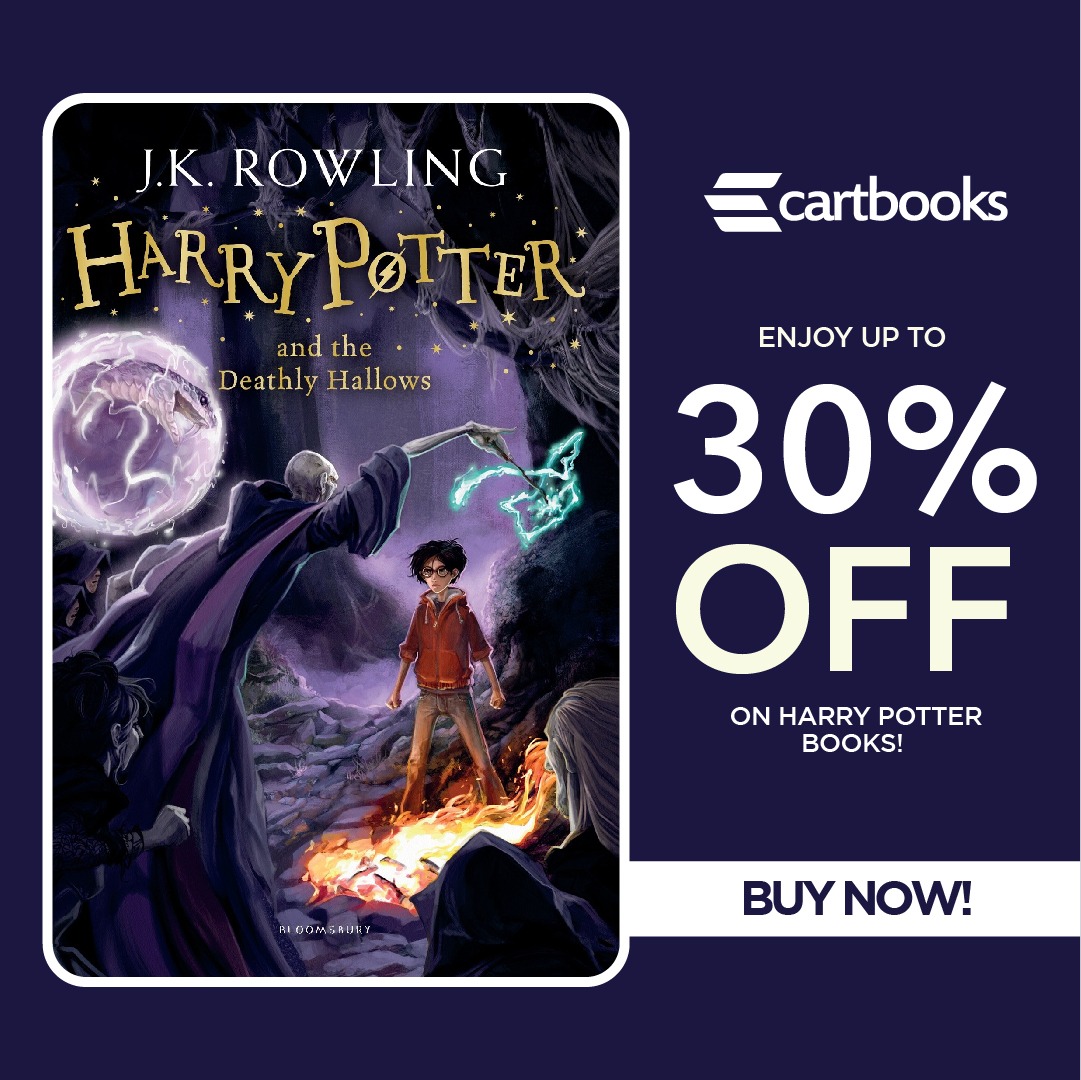 J.K. ROWLING
HARRY POTTER
and the
Deathly Hallows
BLOOMSBURY
Ecartbooks
ENJOY UP TO
30%
OFF
ON HARRY POTTER
BOOKS!
BUY NOW!